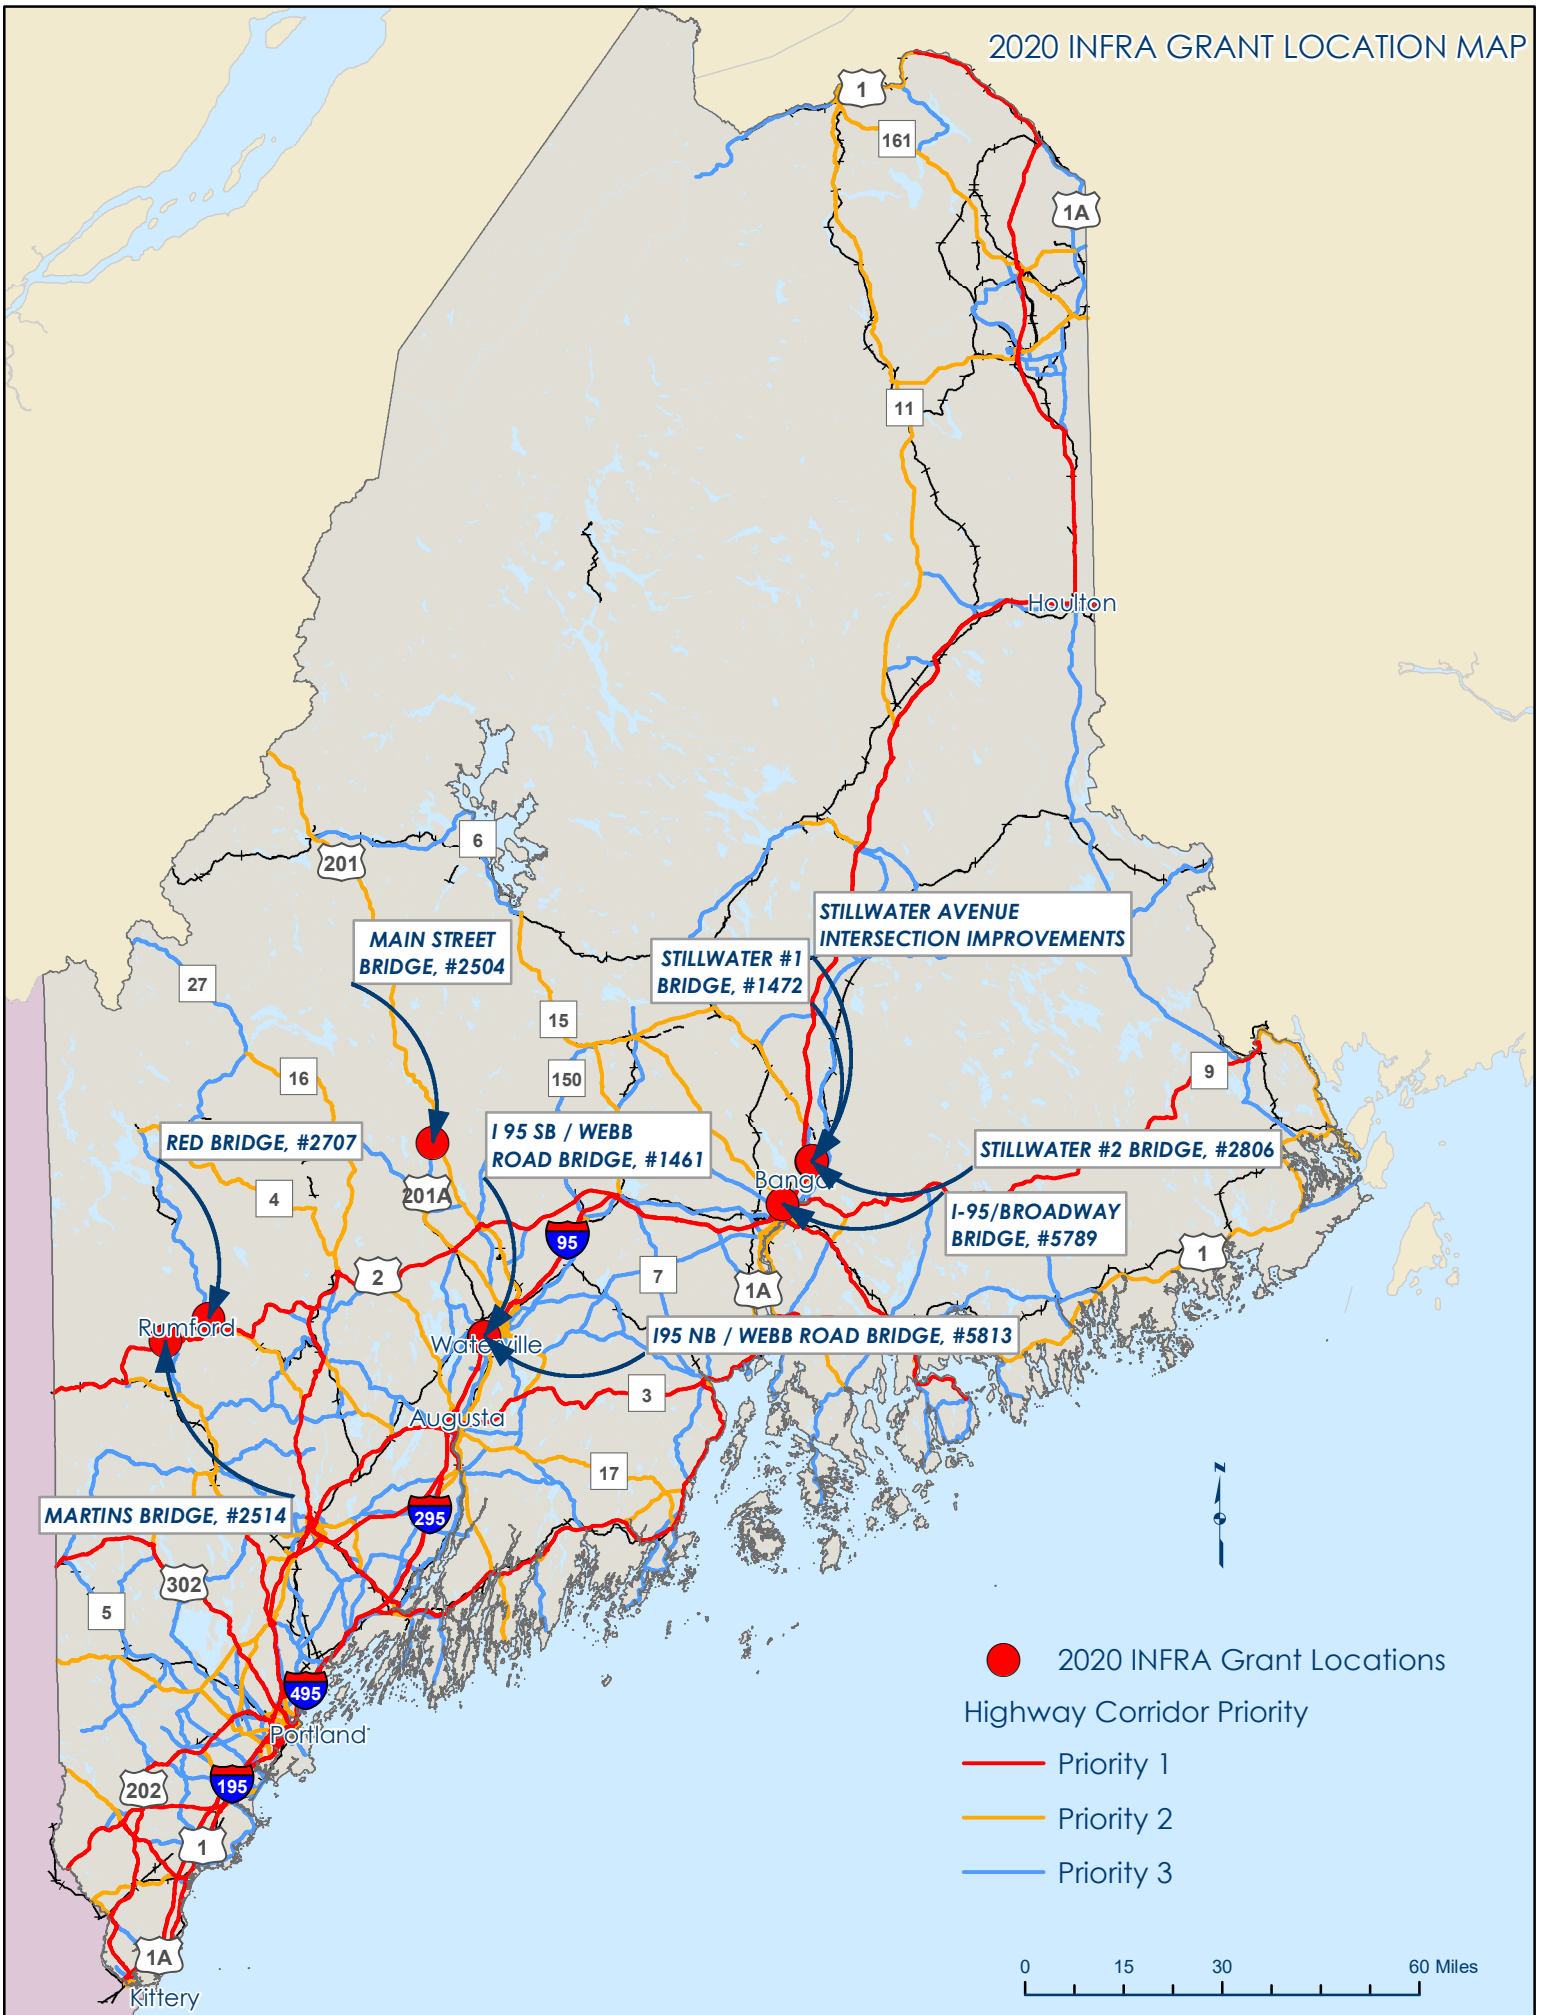 2020 INFRA GRANT LOCATION MAP
1
161
1A
11
Houlton
6
201
STILLWATER AVENUE
INTERSECTION IMPROVEMENTS
MAIN STREET
BRIDGE, #2504
STILLWATER #1
BRIDGE, #1472
27
15
16
150
9
RED BRIDGE, #2707
I 95 SB / WEBB
ROAD BRIDGE, #1461
STILLWATER #2 BRIDGE, #2806
Bangor
4
201A
I-95/BROADWAY
BRIDGE, #5789
95
1
2
7
1A
Rumford
Waterville
I95 NB / WEBB ROAD BRIDGE, #5813
3
Augusta
17
MARTINS BRIDGE, #2514
295
302
5
495
Portland
202
195
1
1A
Kittery
N
2020 INFRA Grant Locations
Highway Corridor Priority
Priority 1
Priority 2
Priority 3
0 15 30 60 Miles